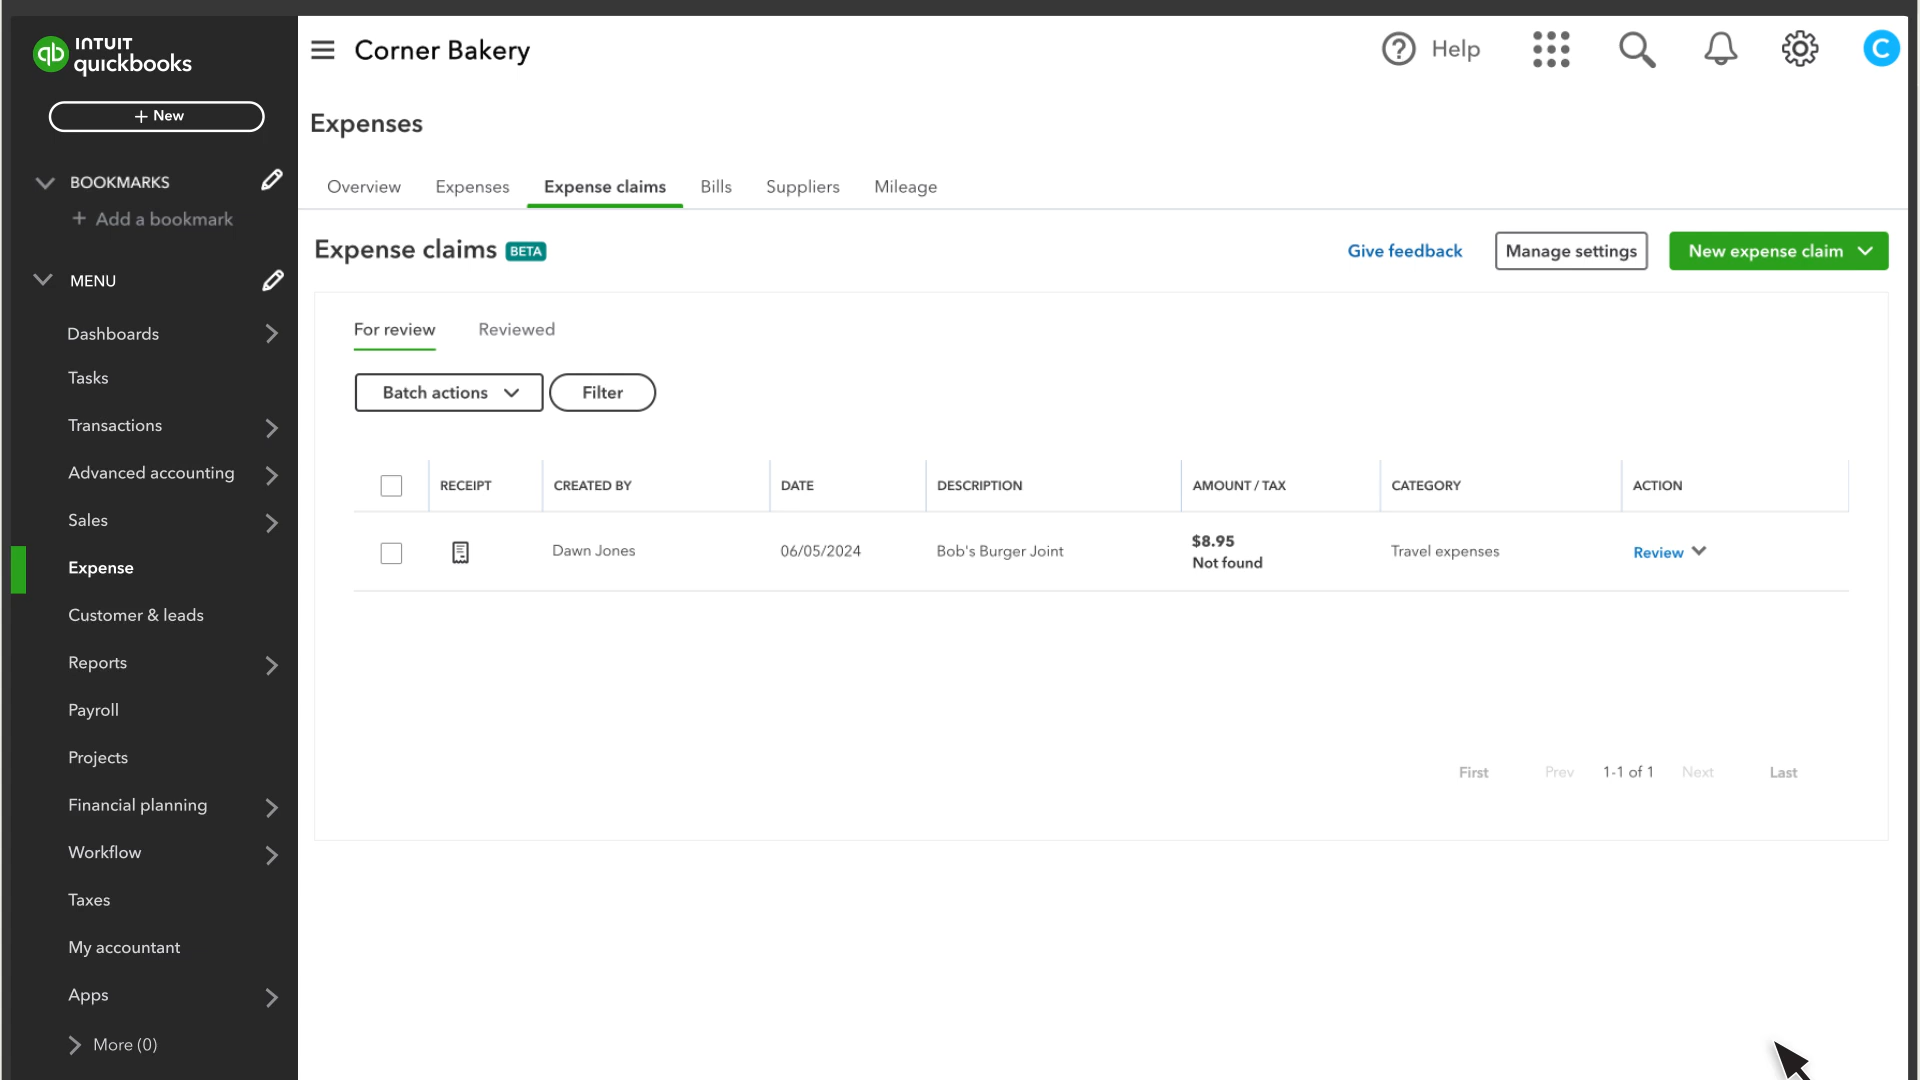 INTUIT
qb quickbooks
Corner Bakery
? Help
C
+ New
BOOKMARKS
+ Add a bookmark
MENU
Dashboards
Tasks
Transactions
Advanced accounting
Sales
Expense
Customer & leads
Reports
Payroll
Projects
Financial planning
Workflow
Taxes
My accountant
Apps
More (0)
Expenses
Overview Expenses Expense claims Bills Suppliers Mileage
Expense claims BETA
Give feedback Manage settings New expense claim
For review Reviewed
Batch actions Filter
RECEIPT CREATED BY DATE DESCRIPTION AMOUNT / TAX CATEGORY ACTION
Dawn Jones 06/05/2024 Bob's Burger Joint $8.95 Travel expenses Review
Not found
First Prev 1-1 of 1 Next Last